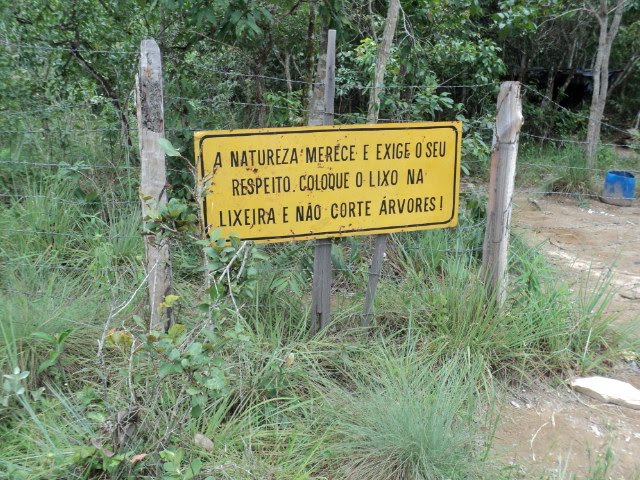 A NATUREZA MERECE E EXIGE O SEU
RESPEITO. COLOQUE O LIXO NA
LIXEIRA E NÃO CORTE ÁRVORES!